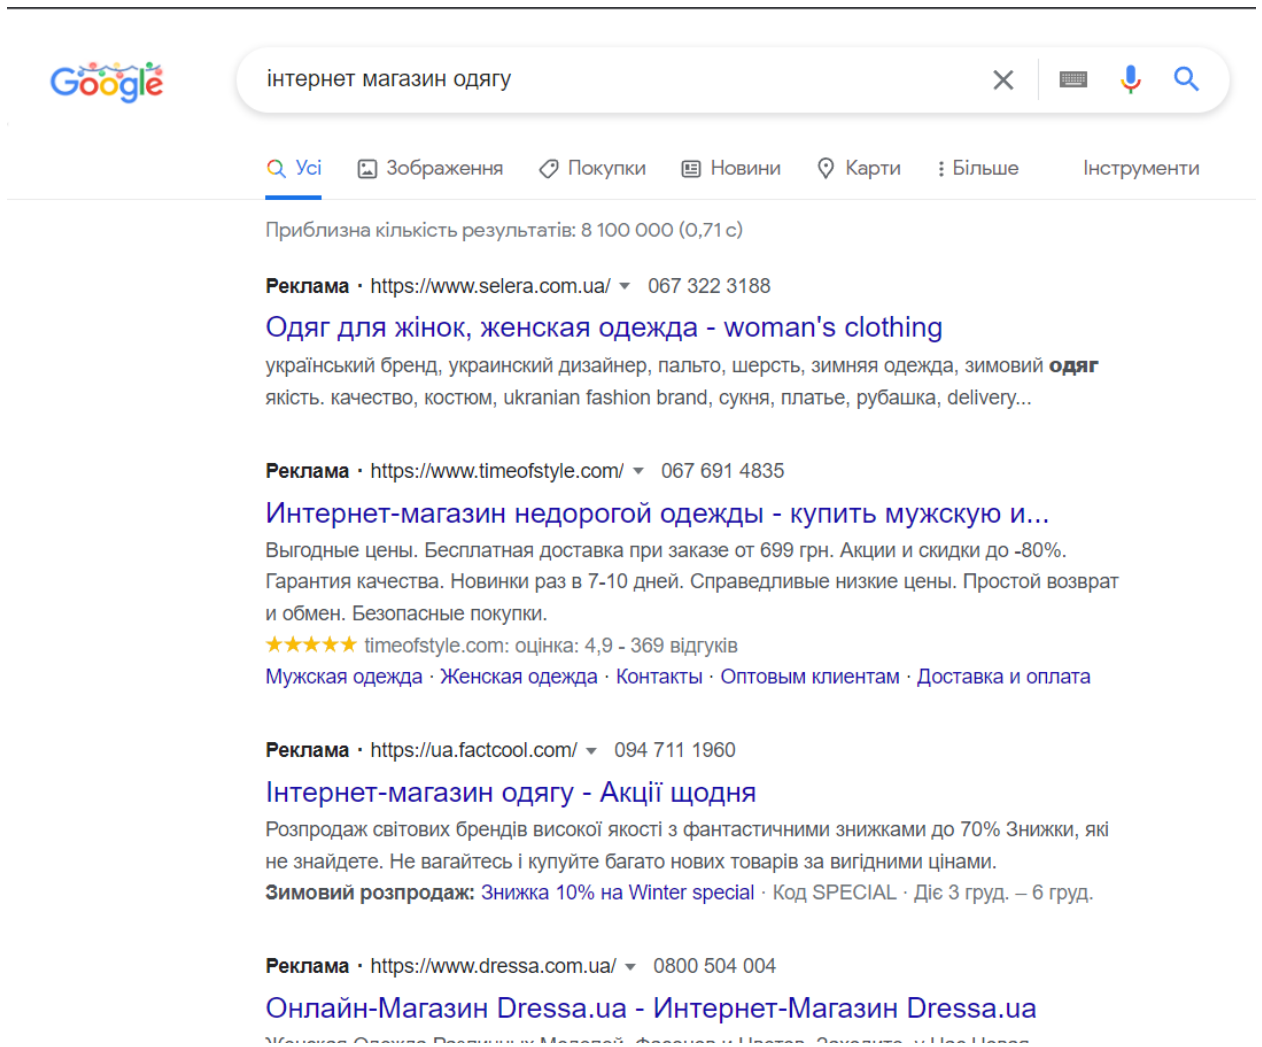 Google
інтернет магазин одягу
Усі Зображення Покупки Новини Карти Більше Інструменти
Приблизна кількість результатів: 8 100 000 (0,71 с)
Реклама · https://www.selera.com.ua/ 067 322 3188
Одяг для жінок, женская одежда - woman's clothing
український бренд, украинский дизайнер, пальто, шерсть, зимняя одежда, зимовий одяг
якість. качество, костюм, ukranian fashion brand, сукня, платье, рубашка, delivery...
Реклама · https://www.timeofstyle.com/ 067 691 4835
Интернет-магазин недорогой одежды - купить мужскую и...
Выгодные цены. Бесплатная доставка при заказе от 699 грн. Акции и скидки до -80%.
Гарантия качества. Новинки раз в 7-10 дней. Справедливые низкие цены. Простой возврат
и обмен. Безопасные покупки.
★★★★★ timeofstyle.com: оцінка: 4,9 - 369 відгуків
Мужская одежда · Женская одежда · Контакты · Оптовым клиентам · Доставка и оплата
Реклама · https://ua.factcool.com/ 094 711 1960
Інтернет-магазин одягу - Акції щодня
Розпродаж світових брендів високої якості з фантастичними знижками до 70% Знижки, які
не знайдете. Не вагайтесь і купуйте багато нових товарів за вигідними цінами.
Зимовий розпродаж: Знижка 10% на Winter special · Код SPECIAL · Діє 3 груд. – 6 груд.
Реклама · https://www.dressa.com.ua/ 0800 504 004
Онлайн-Магазин Dressa.ua - Интернет-Магазин Dressa.ua
Женская Одежда Различных Моделей, Фасонов и Цветов. Заходите, у Нас Новая